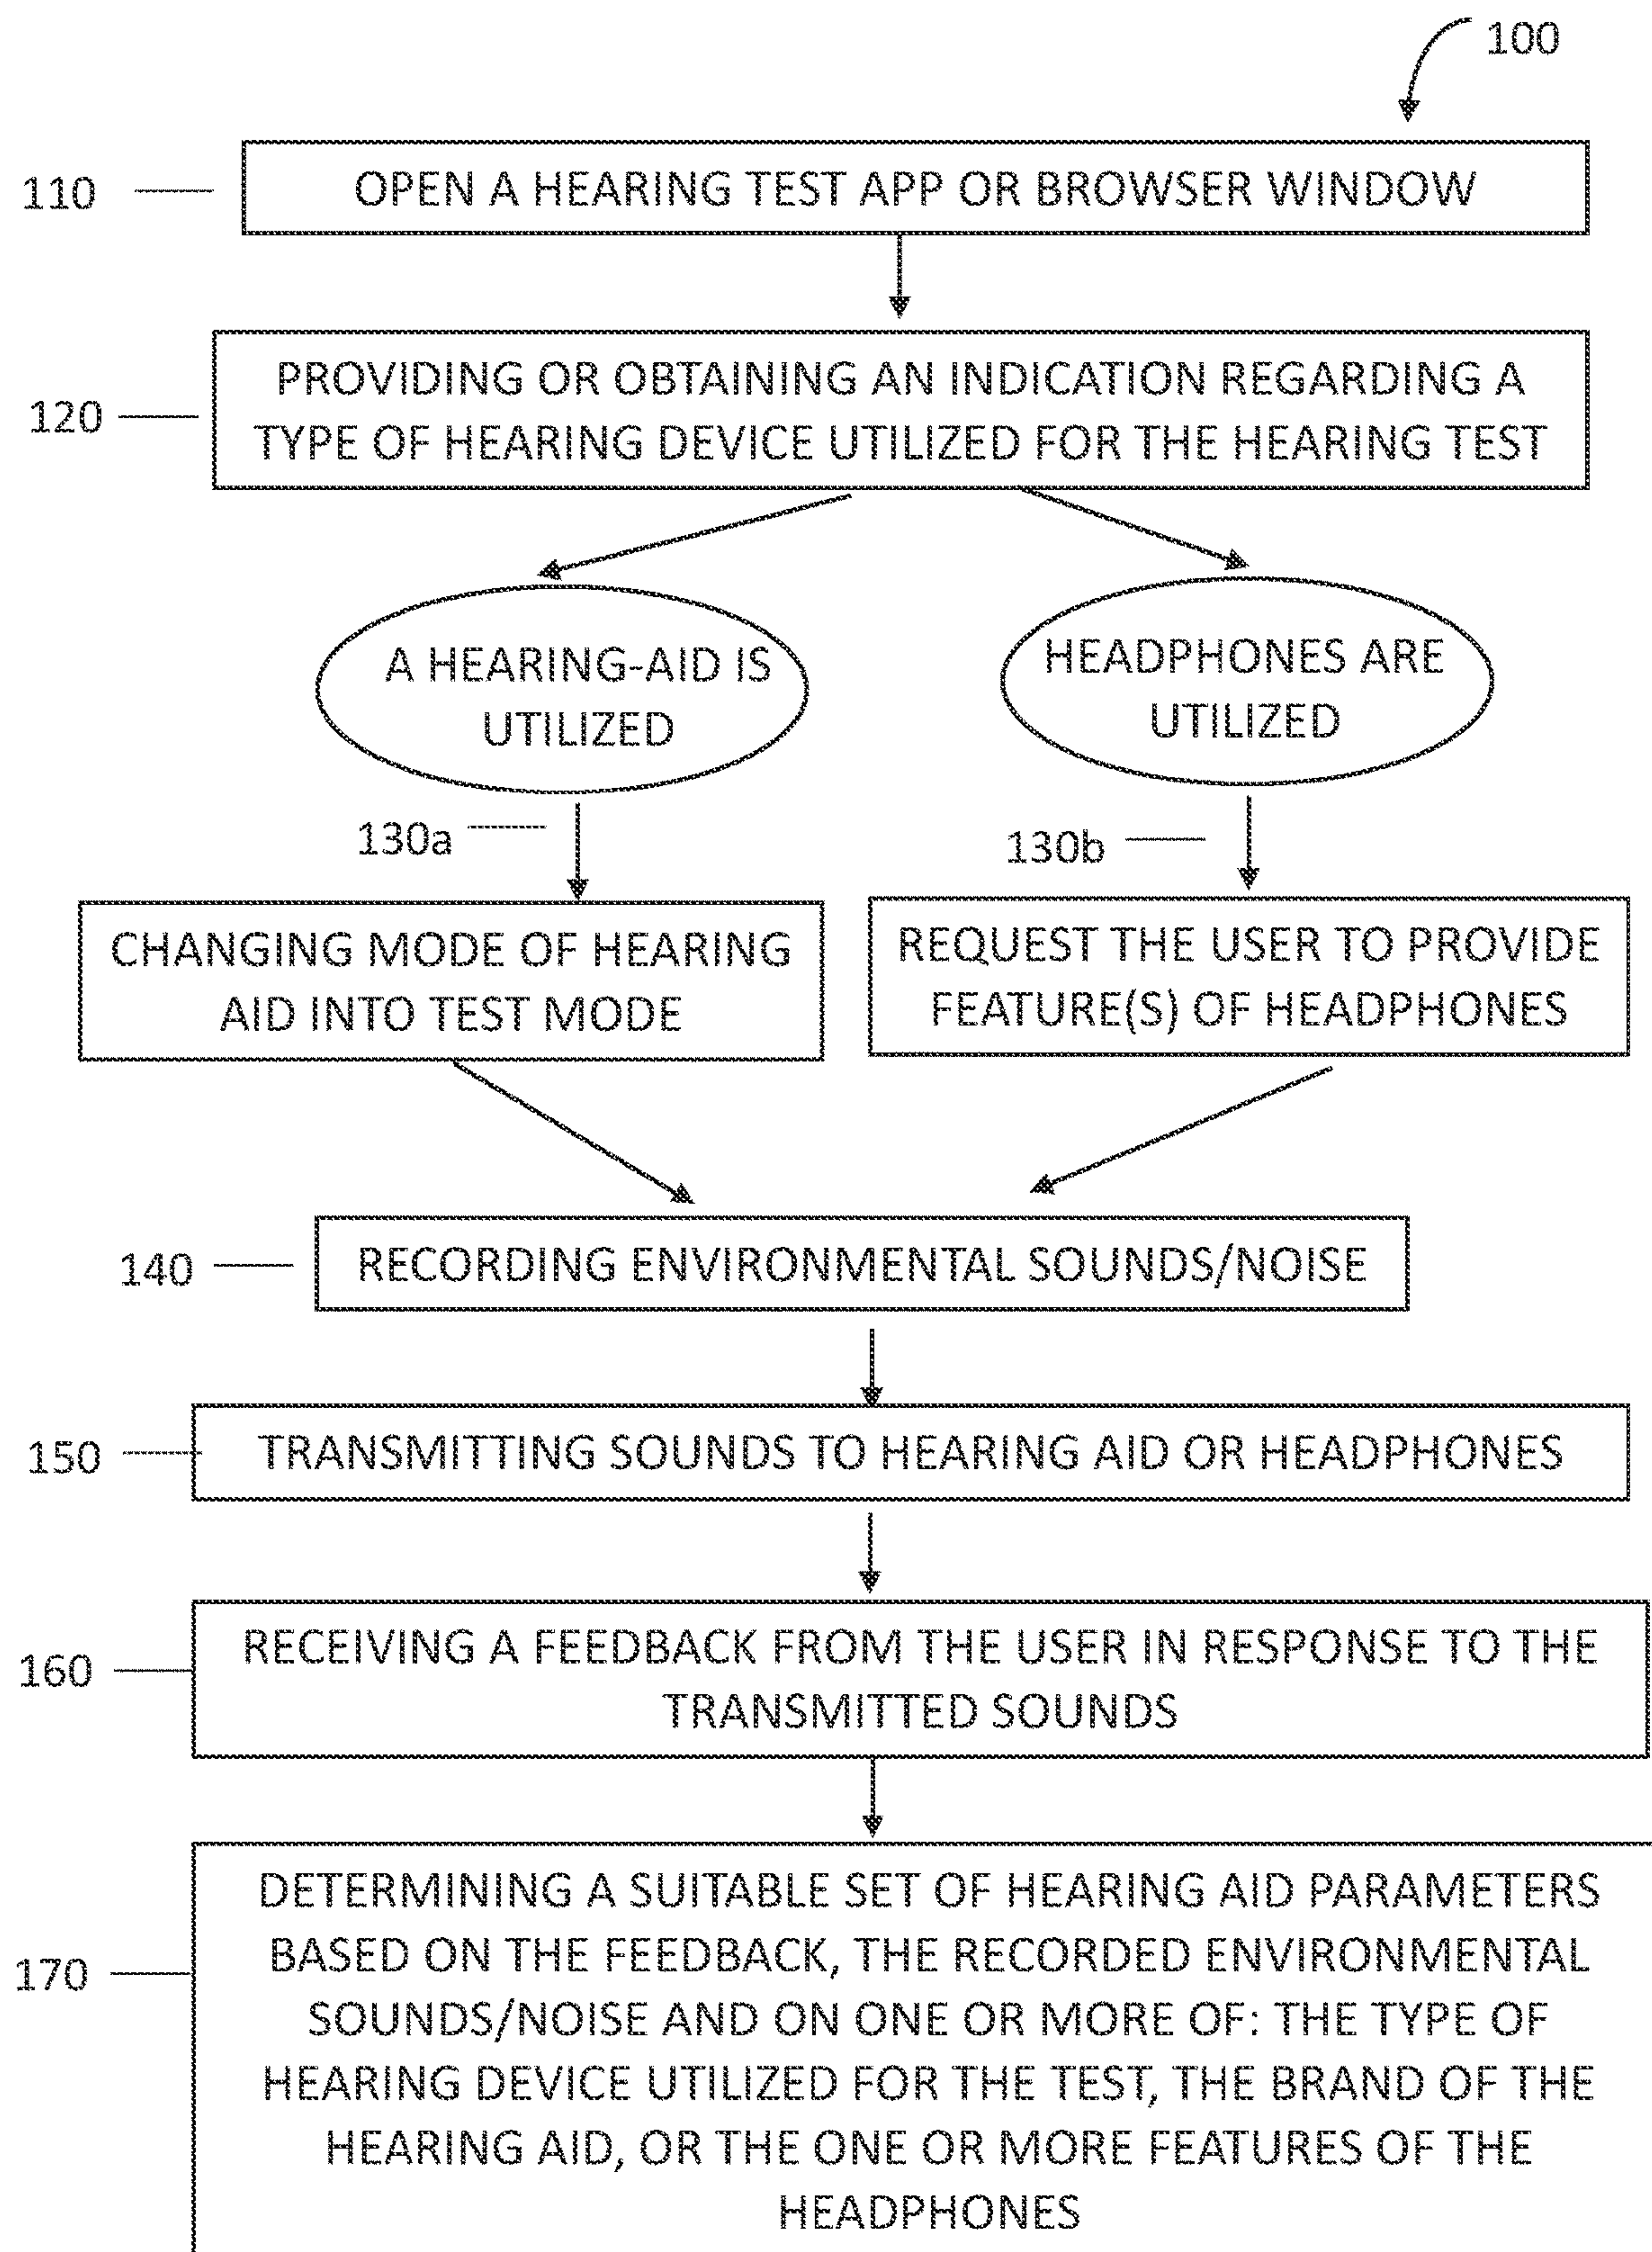 100
110
OPEN A HEARING TEST APP OR BROWSER WINDOW
120
PROVIDING OR OBTAINING AN INDICATION REGARDING A
TYPE OF HEARING DEVICE UTILIZED FOR THE HEARING TEST
A HEARING-AID IS
UTILIZED
HEADPHONES ARE
UTILIZED
130a
130b
CHANGING MODE OF HEARING
AID INTO TEST MODE
REQUEST THE USER TO PROVIDE
FEATURE(S) OF HEADPHONES
140
RECORDING ENVIRONMENTAL SOUNDS/NOISE
150
TRANSMITTING SOUNDS TO HEARING AID OR HEADPHONES
160
RECEIVING A FEEDBACK FROM THE USER IN RESPONSE TO THE
TRANSMITTED SOUNDS
170
DETERMINING A SUITABLE SET OF HEARING AID PARAMETERS
BASED ON THE FEEDBACK, THE RECORDED ENVIRONMENTAL
SOUNDS/NOISE AND ON ONE OR MORE OF: THE TYPE OF
HEARING DEVICE UTILIZED FOR THE TEST, THE BRAND OF THE
HEARING AID, OR THE ONE OR MORE FEATURES OF THE
HEADPHONES